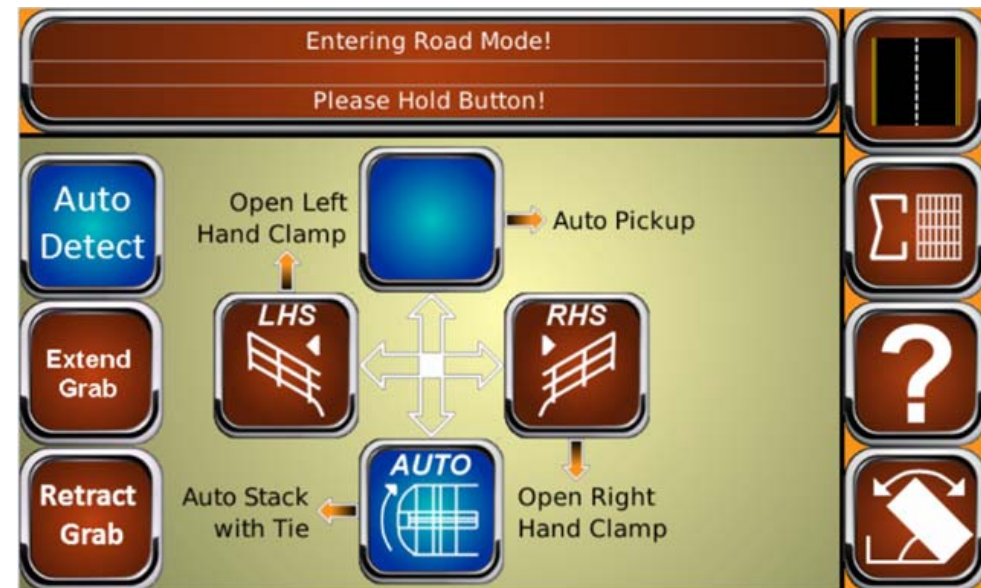 Entering Road Mode!
Please Hold Button!
Auto
Detect
Open Left
Hand Clamp
Auto Pickup
LHS
RHS
Extend
Grab
?
AUTO
Retract
Grab
Auto Stack
with Tie
Open Right
Hand Clamp